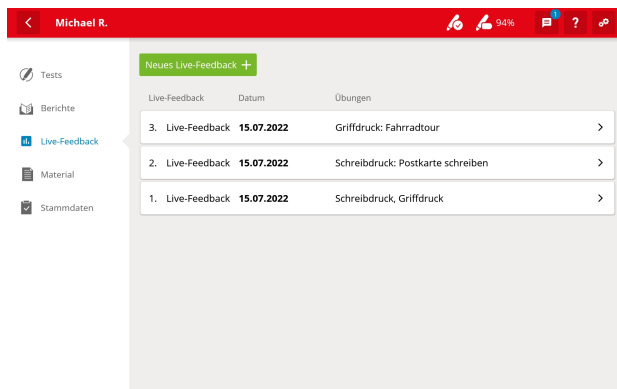 Michael R.
94%
1
?
Tests
Berichte
Live-Feedback
Material
Stammdaten
Neues Live-Feedback +
Live-Feedback Datum Übungen
3. Live-Feedback 15.07.2022 Griffdruck: Fahrradtour
2. Live-Feedback 15.07.2022 Schreibdruck: Postkarte schreiben
1. Live-Feedback 15.07.2022 Schreibdruck, Griffdruck